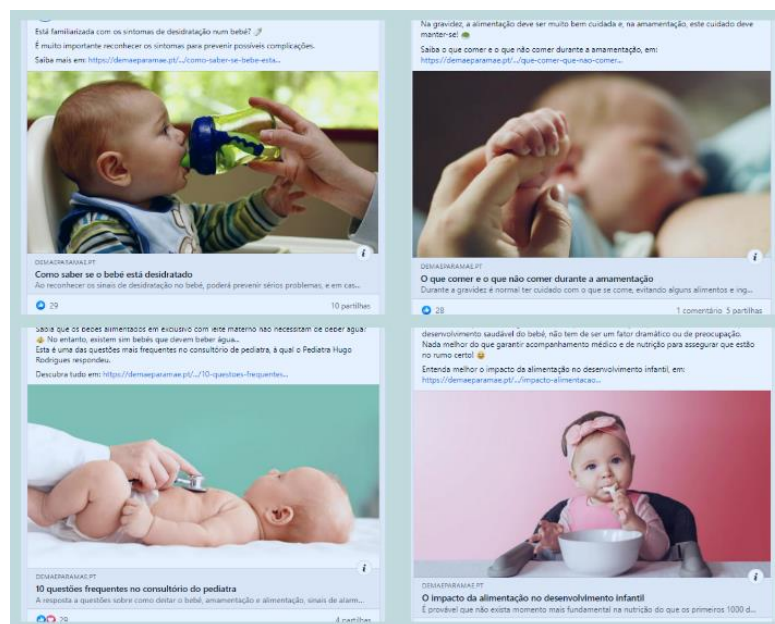 Está familiarizada com os sintomas de desidratação num bebé?
É muito importante reconhecer os sintomas para prevenir possíveis complicações.
Saiba mais em: https://demaeparamae.pt/.../como-saber-se-bebe-esta...
DEMAEPARAMAE.PT
Como saber se o bebé está desidratado
Ao reconhecer os sinais de desidratação no bebé, poderá prevenir sérios problemas, e em cas...
29
10 partilhas
Na gravidez, a alimentação deve ser muito bem cuidada e, na amamentação, este cuidado deve
manter-se!
Saiba o que comer e o que não comer durante a amamentação, em:
https://demaeparamae.pt/.../que-comer-que-nao-comer...
DEMAEPARAMAE.PT
O que comer e o que não comer durante a amamentação
Durante a gravidez é normal ter cuidado com o que se come, evitando alguns alimentos e ing...
28
1 comentário 5 partilhas
Sabia que os bebés alimentados em exclusivo com leite materno não necessitam de beber água?
No entanto, existem sim bebés que devem beber água...
Esta é uma das questões mais frequentes no consultório de pediatra, à qual o Pediatra Hugo
Rodrigues respondeu.
Descubra tudo em: https://demaeparamae.pt/.../10-questoes-frequentes...
DEMAEPARAMAE.PT
10 questões frequentes no consultório do pediatra
A resposta a questões sobre como deitar o bebé, amamentação e alimentação, sinais de alarm...
29
4 partilhas
desenvolvimento saudável do bebé, não tem de ser um fator dramático ou de preocupação.
Nada melhor do que garantir acompanhamento médico e de nutrição para assegurar que estão
no rumo certo!
Entenda melhor o impacto da alimentação no desenvolvimento infantil, em:
https://demaeparamae.pt/.../impacto-alimentacao...
DEMAEPARAMAE.PT
O impacto da alimentação no desenvolvimento infantil
É provável que não exista momento mais fundamental na nutrição do que os primeiros 1000 d...